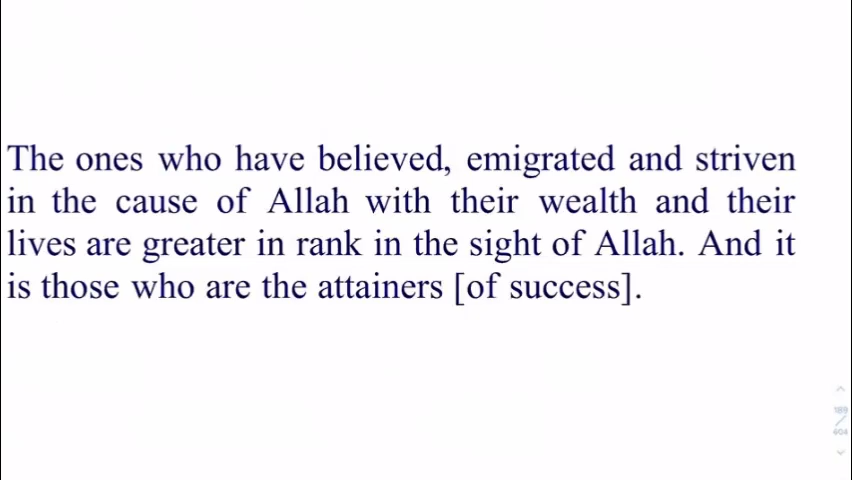 The ones who have believed, emigrated and striven
in the cause of Allah with their wealth and their
lives are greater in rank in the sight of Allah. And it
is those who are the attainers [of success].
189
604